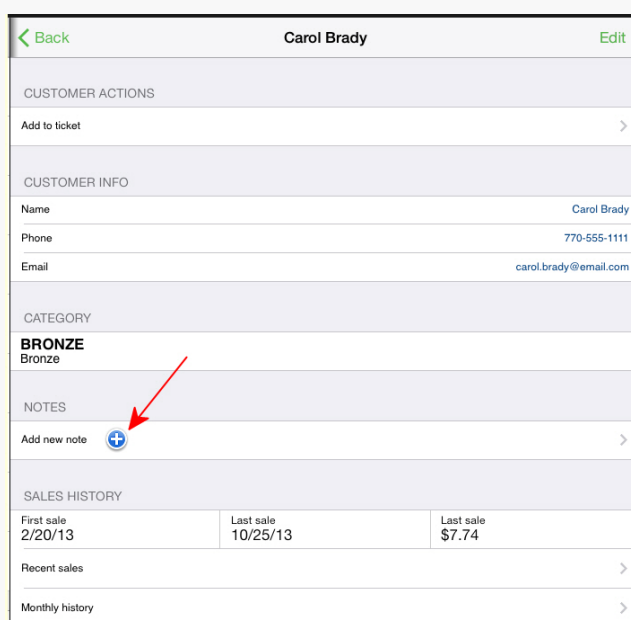 Back Carol Brady Edit
CUSTOMER ACTIONS
Add to ticket
CUSTOMER INFO
Name Carol Brady
Phone 770-555-1111
Email carol.brady@email.com
CATEGORY
BRONZE
Bronze
NOTES
Add new note
SALES HISTORY
First sale Last sale Last sale
2/20/13 10/25/13 $7.74
Recent sales
Monthly history